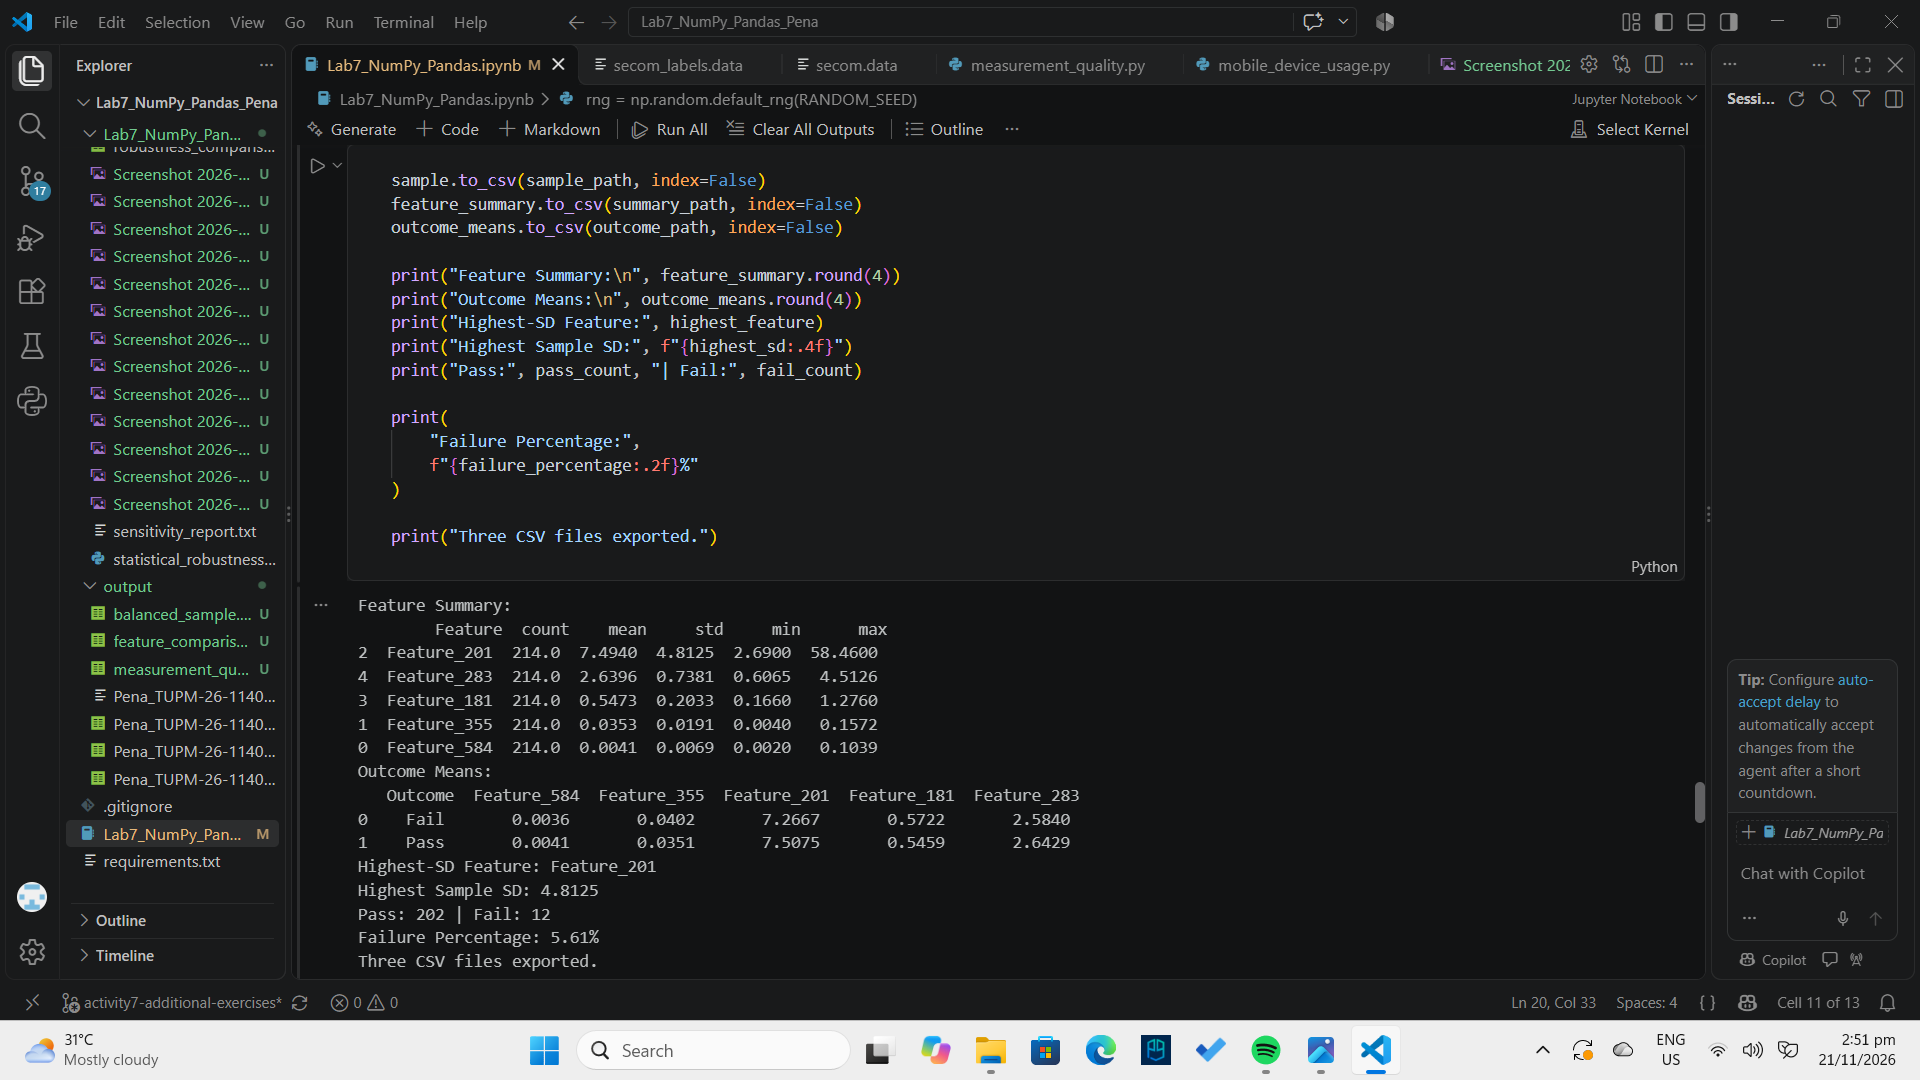 File Edit Selection View Go Run Terminal Help
Lab7_NumPy_Pandas_Pena
Explorer
Lab7_NumPy_Pandas_Pena
Lab7_NumPy_Pan...
robustness_comparis...
Screenshot 2026-... U
Screenshot 2026-... U
Screenshot 2026-... U
Screenshot 2026-... U
Screenshot 2026-... U
Screenshot 2026-... U
Screenshot 2026-... U
Screenshot 2026-... U
Screenshot 2026-... U
Screenshot 2026-... U
Screenshot 2026-... U
Screenshot 2026-... U
Screenshot 2026-... U
sensitivity_report.txt
statistical_robustness...
output
balanced_sample.... U
feature_comparis... U
measurement_qu... U
Pena_TUPM-26-1140...
Pena_TUPM-26-1140...
Pena_TUPM-26-1140...
Pena_TUPM-26-1140...
.gitignore
Lab7_NumPy_Pan... M
requirements.txt
Outline
Timeline
17
Lab7_NumPy_Pandas.ipynb M
secom_labels.data
secom.data
measurement_quality.py
mobile_device_usage.py
Screenshot 202
Lab7_NumPy_Pandas.ipynb > rng = np.random.default_rng(RANDOM_SEED)
Jupyter Notebook
Generate + Code + Markdown Run All Clear All Outputs Outline ...
Select Kernel
sample.to_csv(sample_path, index=False)
feature_summary.to_csv(summary_path, index=False)
outcome_means.to_csv(outcome_path, index=False)
print("Feature Summary:\n", feature_summary.round(4))
print("Outcome Means:\n", outcome_means.round(4))
print("Highest-SD Feature:", highest_feature)
print("Highest Sample SD:", f"{highest_sd:.4f}")
print("Pass:", pass_count, "| Fail:", fail_count)
print(
"Failure Percentage:",
f"{failure_percentage:.2f}%"
)
print("Three CSV files exported.")
Python
Feature Summary:
Feature count mean std min max
2 Feature_201 214.0 7.4940 4.8125 2.6900 58.4600
4 Feature_283 214.0 2.6396 0.7381 0.6065 4.5126
3 Feature_181 214.0 0.5473 0.2033 0.1660 1.2760
1 Feature_355 214.0 0.0353 0.0191 0.0040 0.1572
0 Feature_584 214.0 0.0041 0.0069 0.0020 0.1039
Outcome Means:
Outcome Feature_584 Feature_355 Feature_201 Feature_181 Feature_283
0 Fail 0.0036 0.0402 7.2667 0.5722 2.5840
1 Pass 0.0041 0.0351 7.5075 0.5459 2.6429
Highest-SD Feature: Feature_201
Highest Sample SD: 4.8125
Pass: 202 | Fail: 12
Failure Percentage: 5.61%
Three CSV files exported.
Sessi...
Tip: Configure auto-
accept delay to
automatically accept
changes from the
agent after a short
countdown.
+ Lab7_NumPy_Pa
Chat with Copilot
Copilot
activity7-additional-exercises* 0 0
Ln 20, Col 33 Spaces: 4 { } Cell 11 of 13
31°C
Mostly cloudy
Search
ENG
US
2:51 pm
21/11/2026